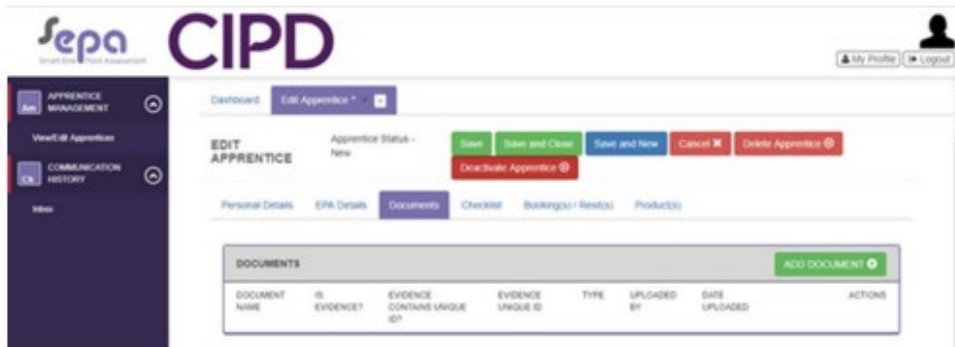 Sepa CIPD
Smart End Point Assessment
My Profile Logout
Am APPRENTICE
MANAGEMENT
View/Edit Apprentices
COMMUNICATION
HISTORY
Inbox
Dashboard Edit Apprentice *
EDIT
APPRENTICE
Apprentice Status -
New
Save Save and Close Save and New Cancel Delete Apprentice
Deactivate Apprentice
Personal Details EPA Details Documents Checklist Booking(s) / Resit(s) Product(s)
DOCUMENTS ADD DOCUMENT
DOCUMENT
NAME
IS
EVIDENCE?
EVIDENCE
CONTAINS UNIQUE
ID?
EVIDENCE
UNIQUE ID
TYPE
UPLOADED
BY
DATE
UPLOADED
ACTIONS